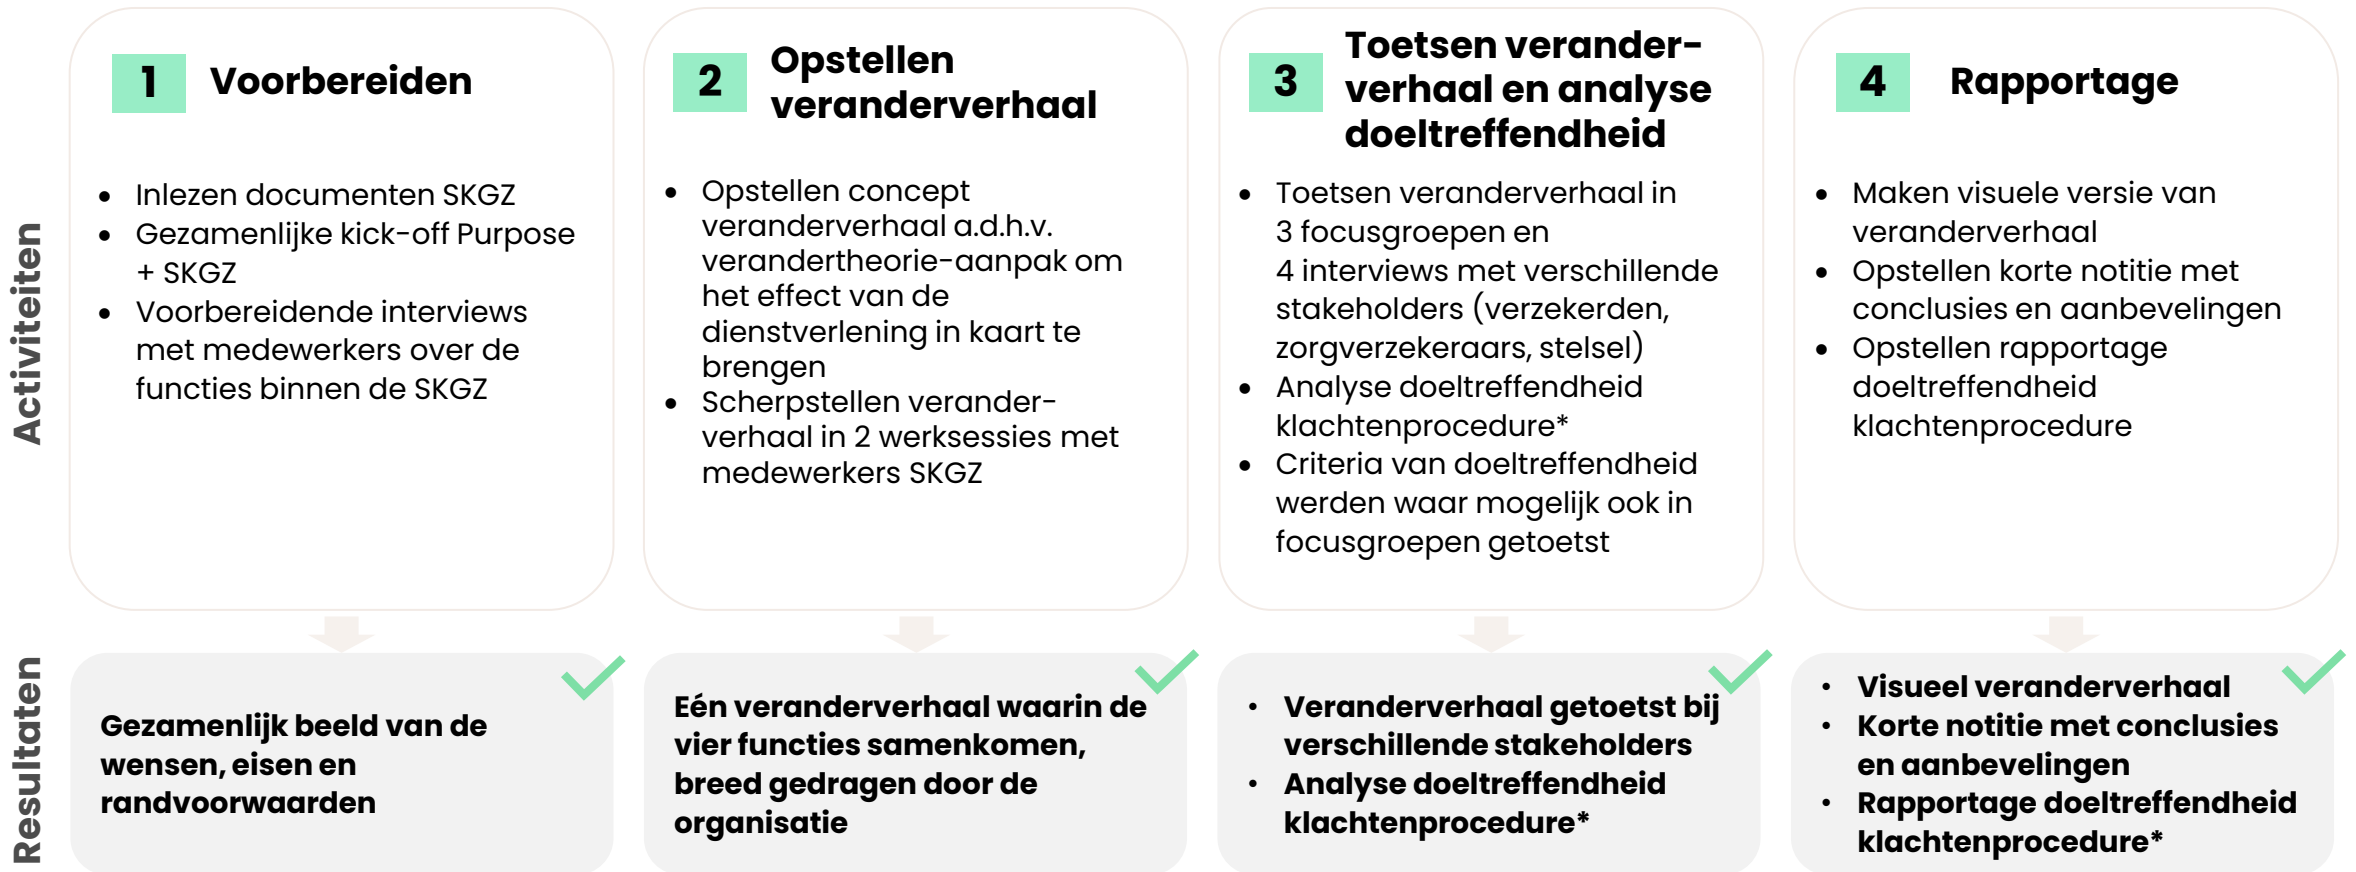 Activiteiten
1
Voorbereiden
• Inlezen documenten SKGZ
• Gezamenlijke kick-off Purpose
+ SKGZ
• Voorbereidende interviews
met medewerkers over de
functies binnen de SKGZ
2
Opstellen
veranderverhaal
• Opstellen concept
veranderverhaal a.d.h.v.
verandertheorie-aanpak om
het effect van de
dienstverlening in kaart te
brengen
• Scherpstellen verander-
verhaal in 2 werksessies met
medewerkers SKGZ
3
Toetsen verander-
verhaal en analyse
doeltreffendheid
• Toetsen veranderverhaal in
3 focusgroepen en
4 interviews met verschillende
stakeholders (verzekerden,
zorgverzekeraars, stelsel)
• Analyse doeltreffendheid
klachtenprocedure*
• Criteria van doeltreffendheid
werden waar mogelijk ook in
focusgroepen getoetst
4
Rapportage
• Maken visuele versie van
veranderverhaal
• Opstellen korte notitie met
conclusies en aanbevelingen
• Opstellen rapportage
doeltreffendheid
klachtenprocedure
Resultaten
Gezamenlijk beeld van de
wensen, eisen en
randvoorwaarden
Eén veranderverhaal waarin de
vier functies samenkomen,
breed gedragen door de
organisatie
• Veranderverhaal getoetst bij
verschillende stakeholders
• Analyse doeltreffendheid
klachtenprocedure*
• Visueel veranderverhaal
• Korte notitie met conclusies
en aanbevelingen
• Rapportage doeltreffendheid
klachtenprocedure*